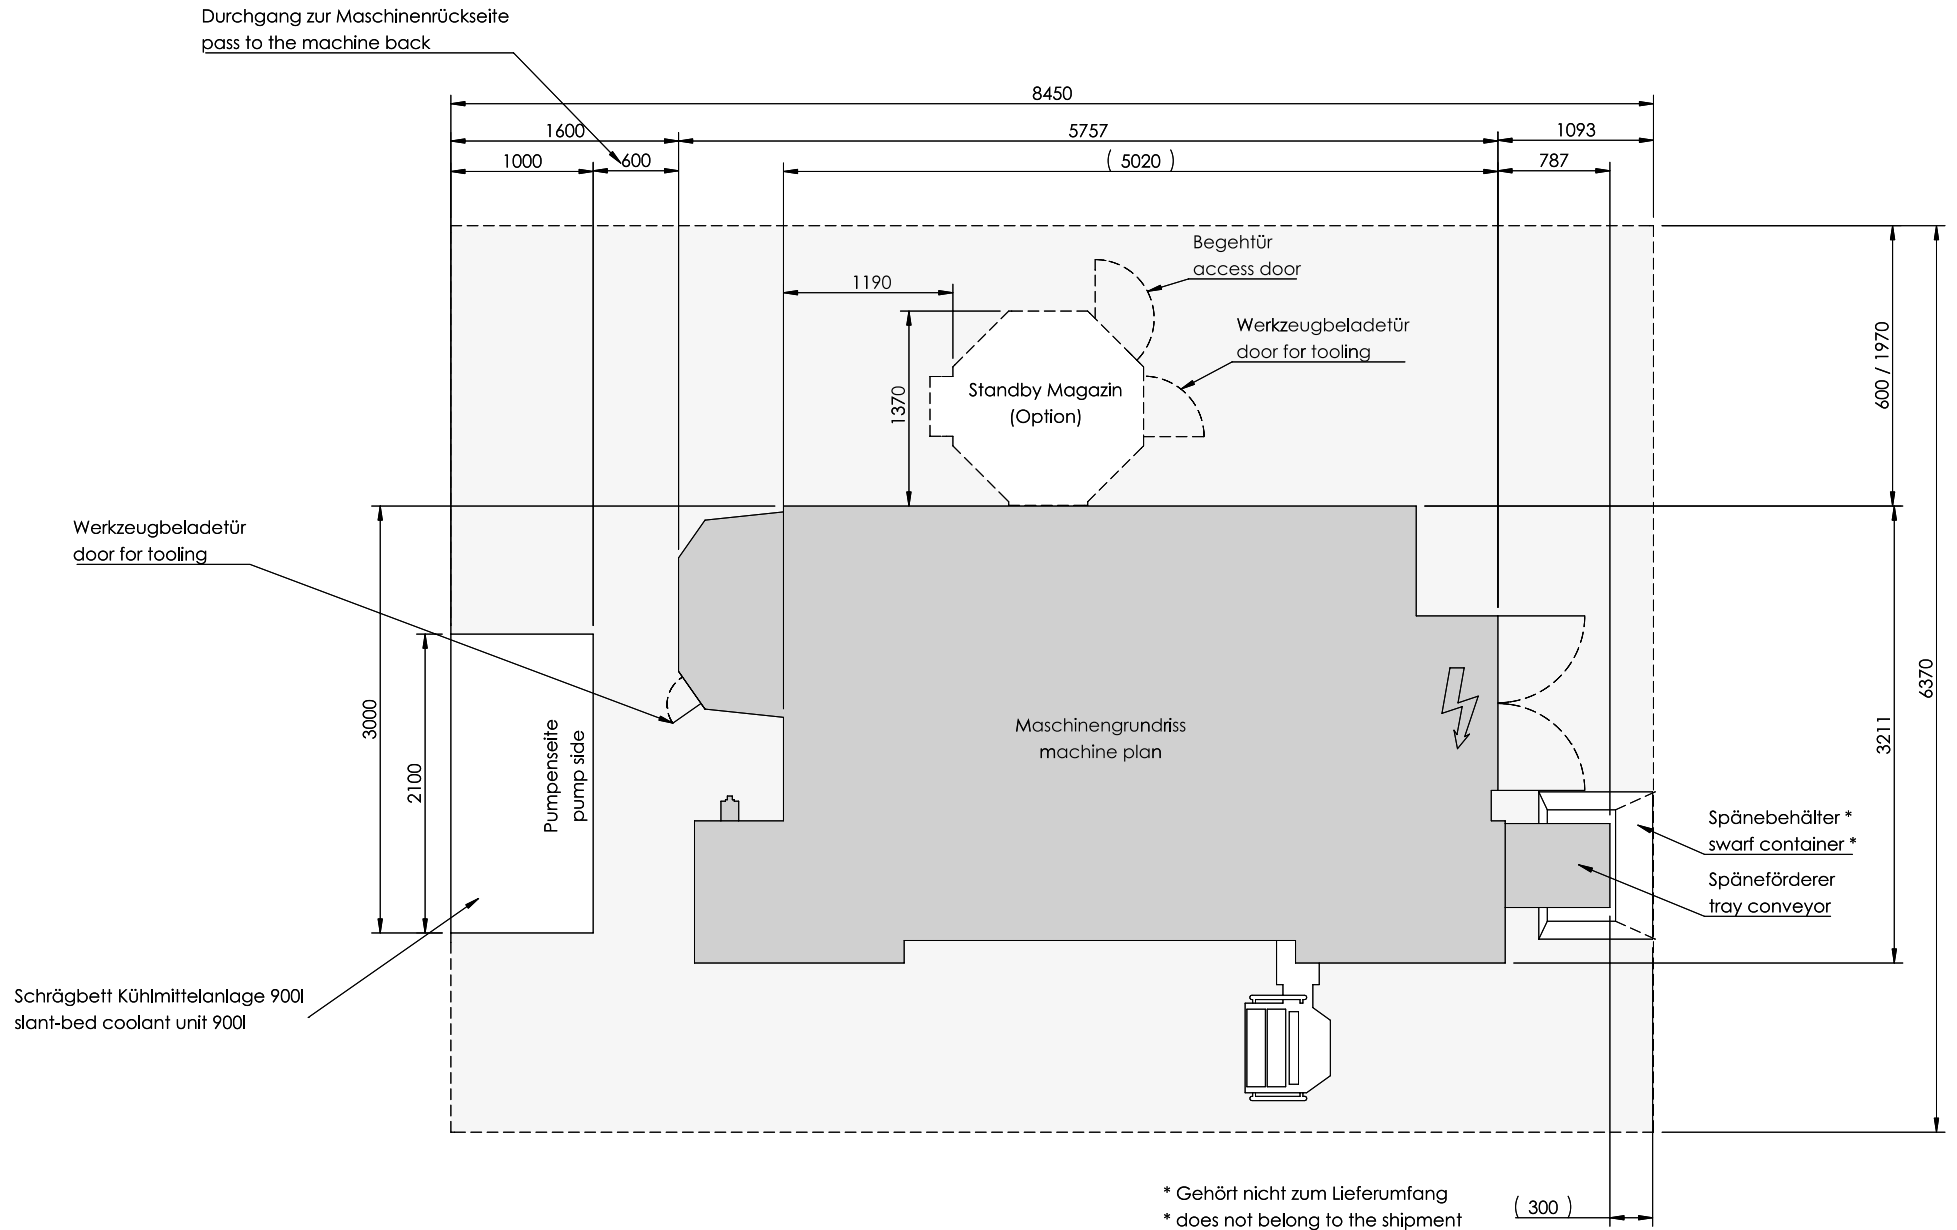 Durchgang zur Maschinenrückseite
pass to the machine back
8450
1600
5757
1093
1000
600
( 5020 )
787
Begehtür
access door
1190
Werkzeugbeladetür
door for tooling
600 / 1970
1370
Standby Magazin
(Option)
Werkzeugbeladetür
door for tooling
6370
3000
2100
Pumpenseite
pump side
Maschinengrundriss
machine plan
3211
Spänebehälter *
swarf container *
Späneförderer
tray conveyor
Schrägbett Kühlmittelanlage 900l
slant-bed coolant unit 900l
* Gehört nicht zum Lieferumfang
* does not belong to the shipment
( 300 )